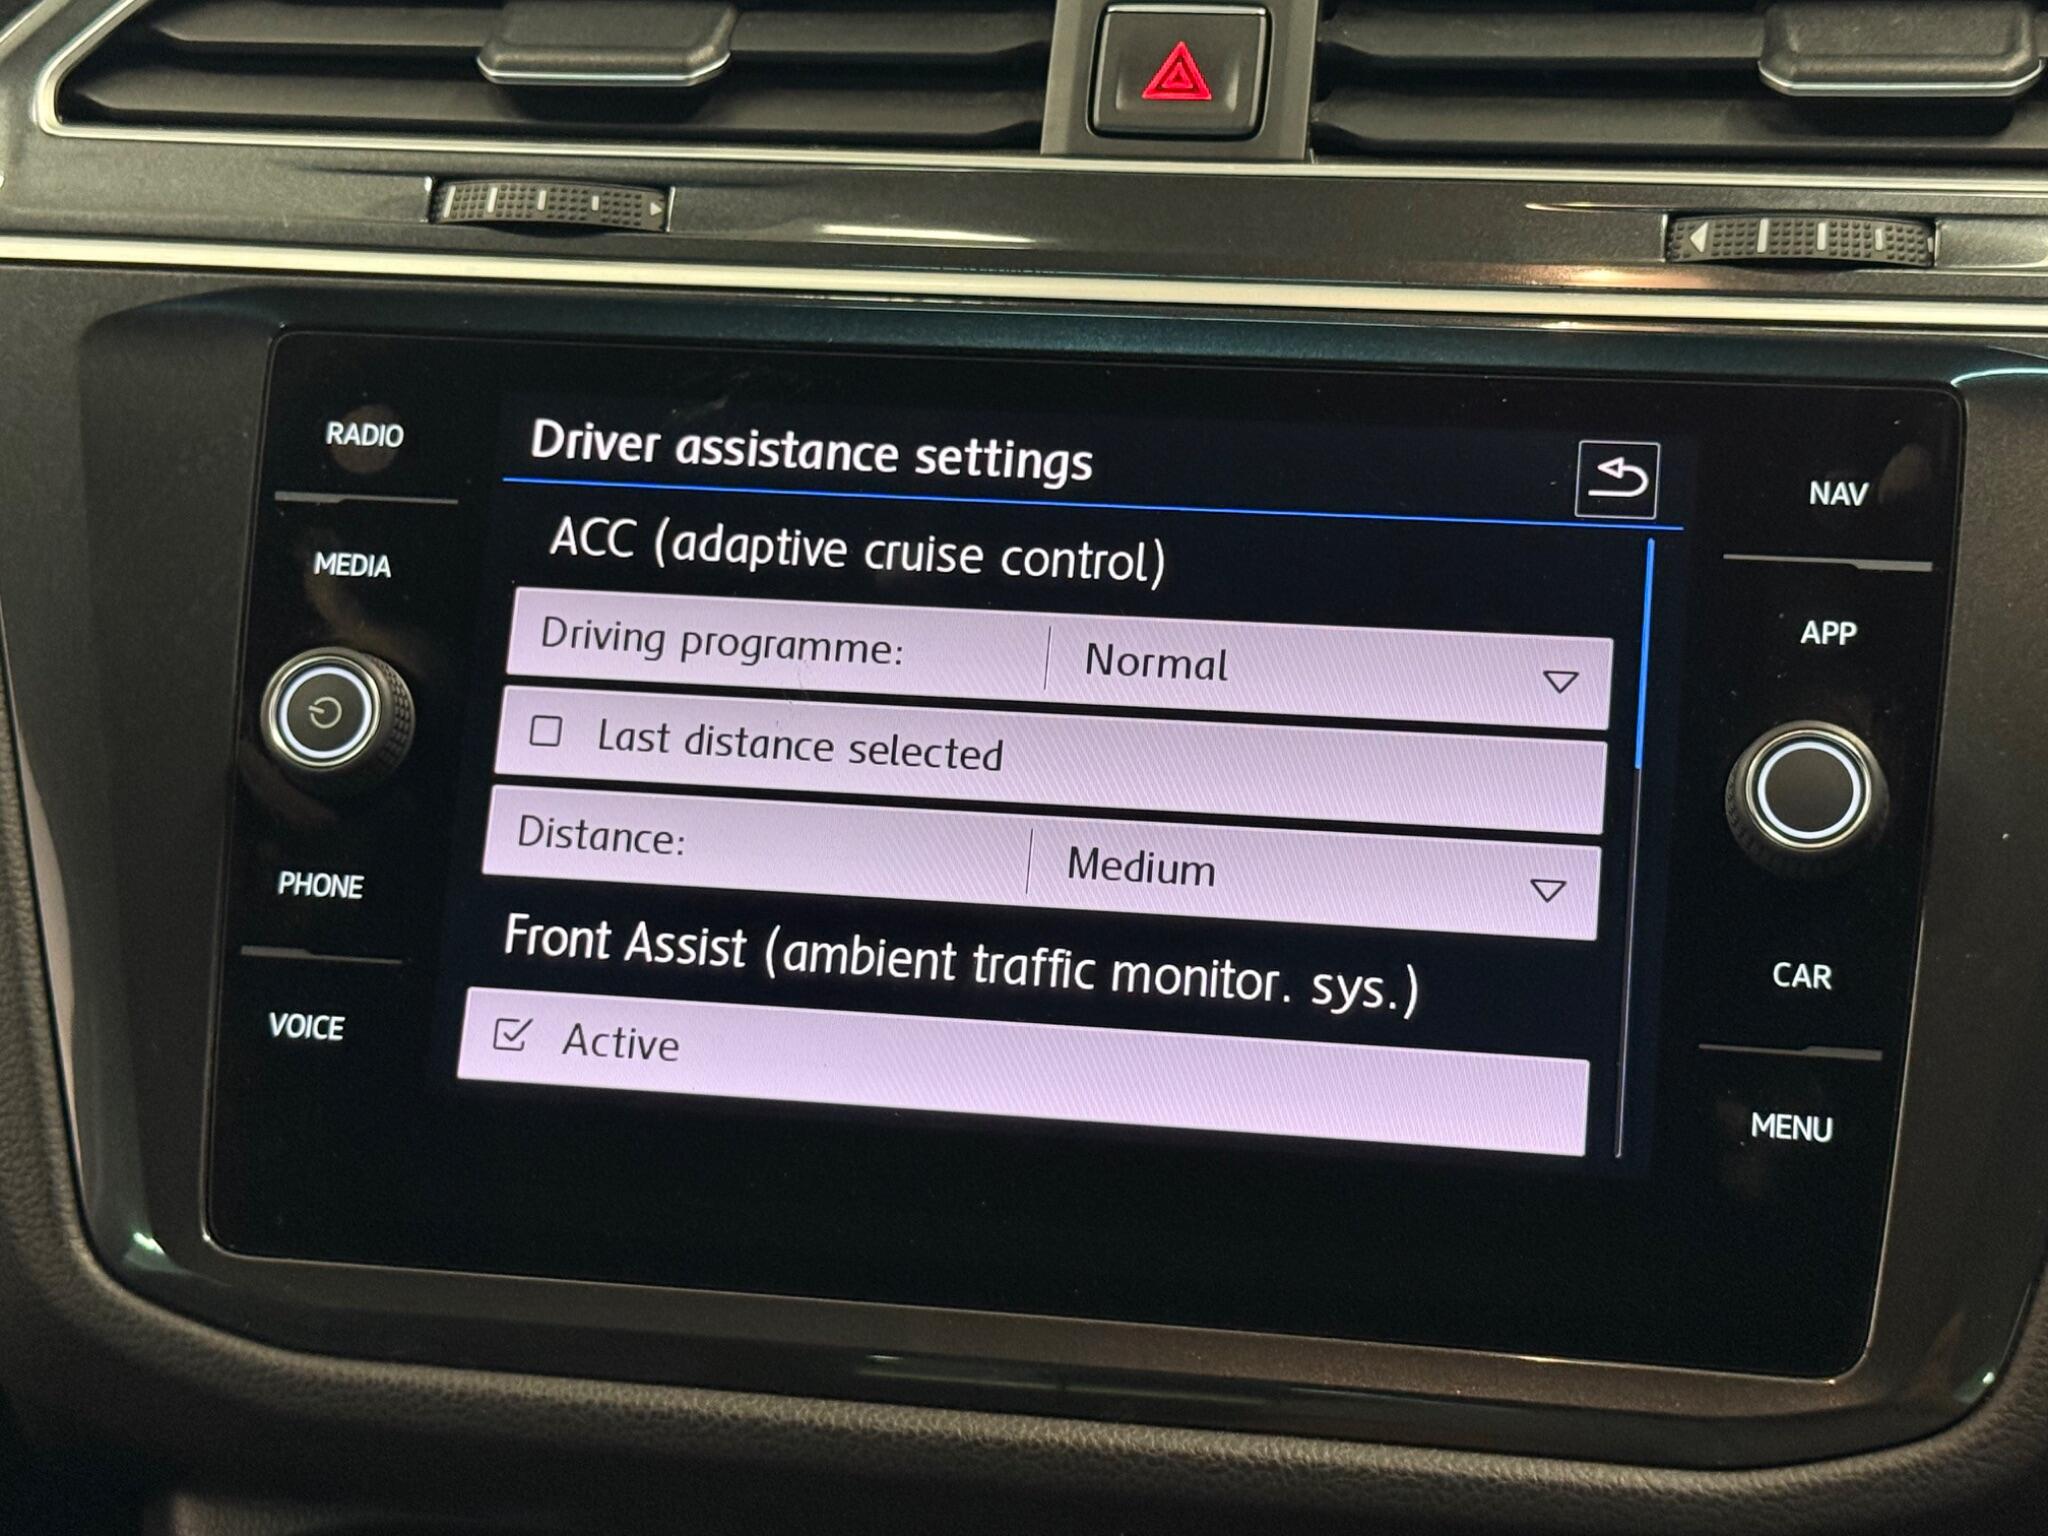 RADIO
MEDIA
PHONE
VOICE
Driver assistance settings
ACC (adaptive cruise control)
Driving programme: Normal
Last distance selected
Distance: Medium
Front Assist (ambient traffic monitor. sys.)
Active
NAV
APP
CAR
MENU